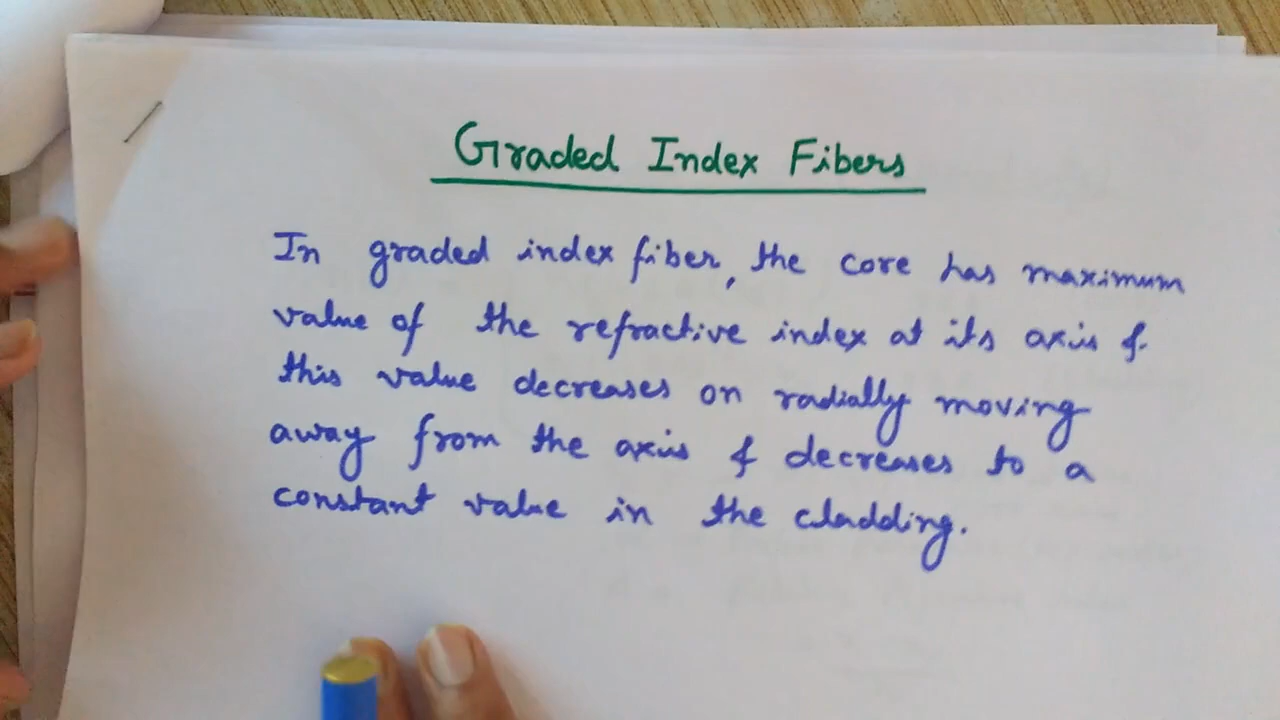 Graded Index Fibers
In graded index fiber, the core has maximum
value of the refractive index at its axis &
this value decreases on radially moving
away from the axis & decreases to a
constant value in the cladding.